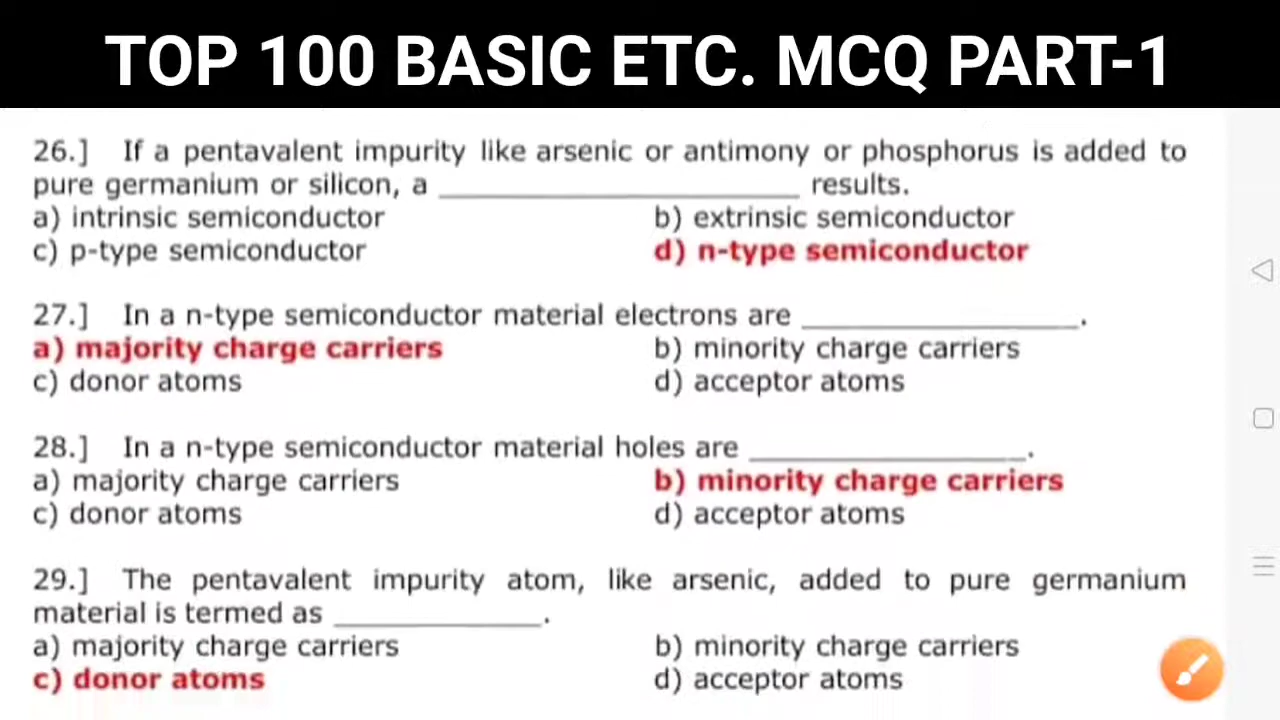 TOP 100 BASIC ETC. MCQ PART-1
26.] If a pentavalent impurity like arsenic or antimony or phosphorus is added to
pure germanium or silicon, a ____________________ results.
a) intrinsic semiconductor b) extrinsic semiconductor
c) p-type semiconductor d) n-type semiconductor
27.] In a n-type semiconductor material electrons are ________________.
a) majority charge carriers b) minority charge carriers
c) donor atoms d) acceptor atoms
28.] In a n-type semiconductor material holes are ________________.
a) majority charge carriers b) minority charge carriers
c) donor atoms d) acceptor atoms
29.] The pentavalent impurity atom, like arsenic, added to pure germanium
material is termed as ____________.
a) majority charge carriers b) minority charge carriers
c) donor atoms d) acceptor atoms